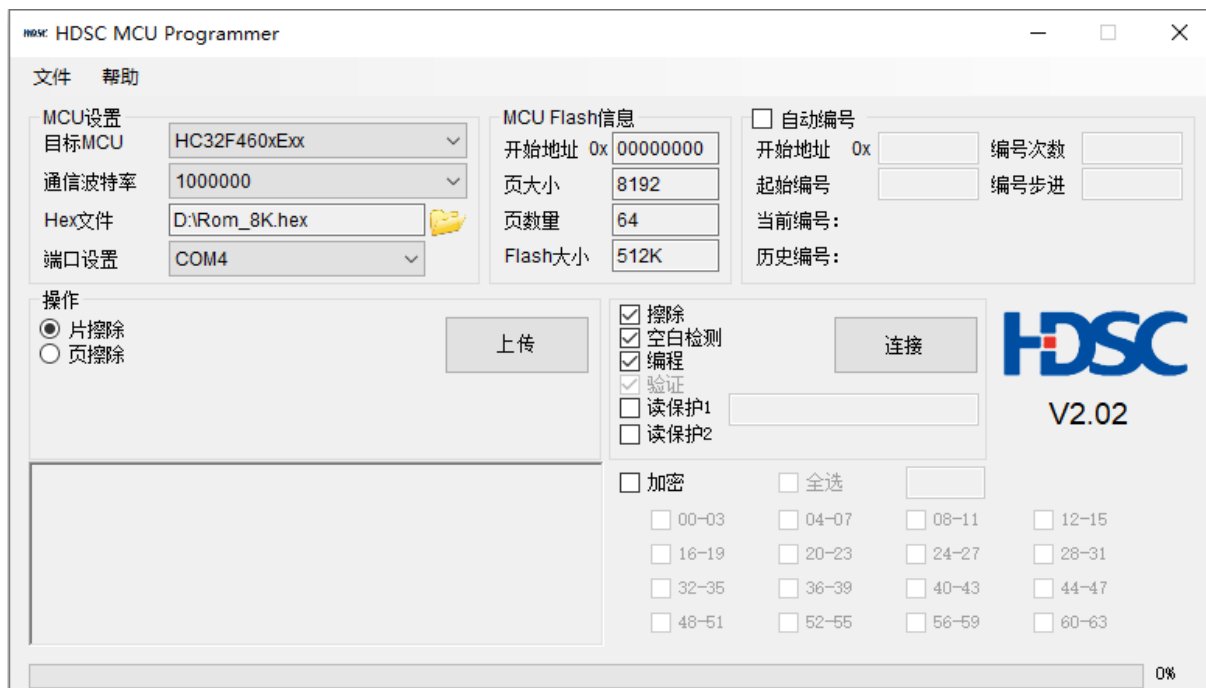 HDSC HDSC MCU Programmer
文件 帮助
MCU设置
目标MCU HC32F460xExx
通信波特率 1000000
Hex文件 D:\Rom_8K.hex
端口设置 COM4
MCU Flash信息
开始地址 0x 00000000
页大小 8192
页数量 64
Flash大小 512K
自动编号
开始地址 0x 编号次数
起始编号 编号步进
当前编号:
历史编号:
操作
片擦除
页擦除
上传
擦除
空白检测
编程
验证
读保护1
读保护2
连接
HDSC
V2.02
加密 全选
00-03 04-07 08-11 12-15
16-19 20-23 24-27 28-31
32-35 36-39 40-43 44-47
48-51 52-55 56-59 60-63
0%